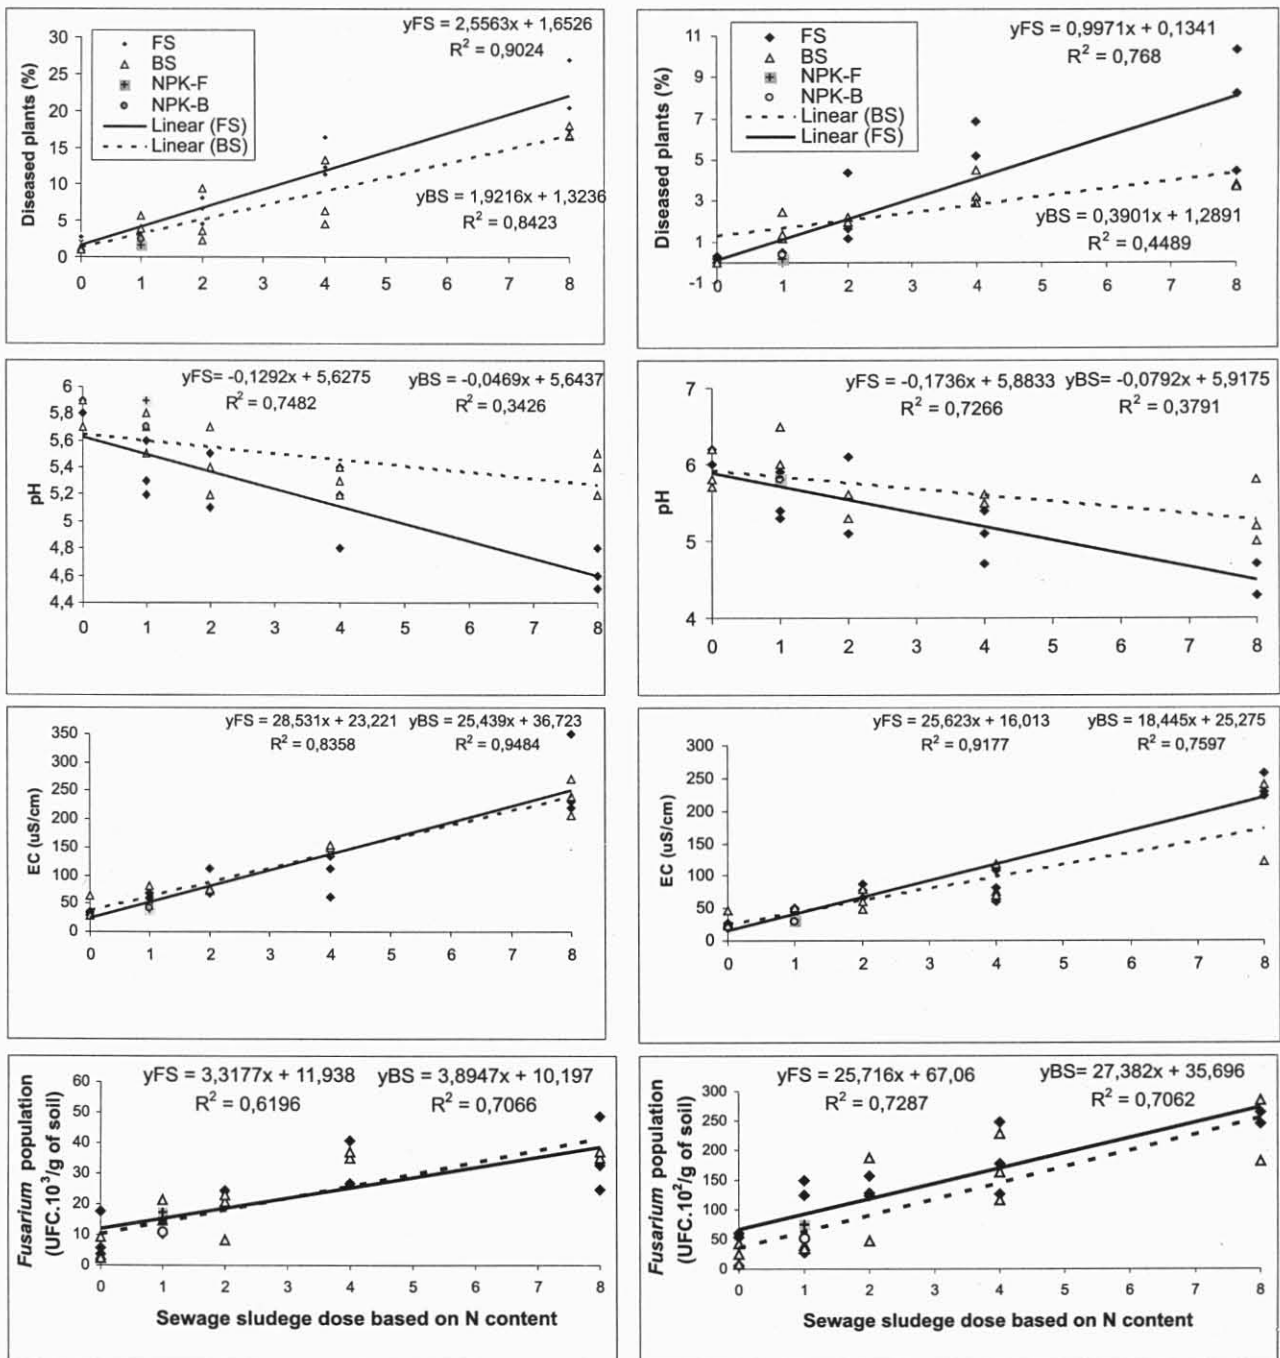 yFS = 2,5563x + 1,6526
R² = 0,9024
FS
BS
NPK-F
NPK-B
Linear (FS)
Linear (BS)
yBS = 1,9216x + 1,3236
R² = 0,8423
Diseased plants (%)
30
25
20
15
10
5
0
0 1 2 3 4 5 6 7 8
yFS = 0,9971x + 0,1341
R² = 0,768
FS
BS
NPK-F
NPK-B
Linear (BS)
Linear (FS)
yBS = 0,3901x + 1,2891
R² = 0,4489
Diseased plants (%)
11
9
7
5
3
1
-1
0 1 2 3 4 5 6 7 8
yFS= -0,1292x + 5,6275 yBS= -0,0469x + 5,6437
R² = 0,7482 R² = 0,3426
pH
6
5,8
5,6
5,4
5,2
5
4,8
4,6
4,4
0 1 2 3 4 5 6 7 8
yFS = -0,1736x + 5,8833 yBS= -0,0792x + 5,9175
R² = 0,7266 R² = 0,3791
pH
7
6
5
4
0 1 2 3 4 5 6 7 8
yFS = 28,531x + 23,221 yBS = 25,439x + 36,723
R² = 0,8358 R² = 0,9484
EC (uS/cm)
350
300
250
200
150
100
50
0
0 1 2 3 4 5 6 7 8
yFS = 25,623x + 16,013 yBS = 18,445x + 25,275
R² = 0,9177 R² = 0,7597
EC (uS/cm)
300
250
200
150
100
50
0
0 1 2 3 4 5 6 7 8
yFS = 3,3177x + 11,938 yBS = 3,8947x + 10,197
R² = 0,6196 R² = 0,7066
Fusarium population
(UFC.10³/g of soil)
60
50
40
30
20
10
0
0 1 2 3 4 5 6 7 8
Sewage sludege dose based on N content
yFS = 25,716x + 67,06 yBS= 27,382x + 35,696
R² = 0,7287 R² = 0,7062
Fusarium population
(UFC.10²/g of soil)
300
250
200
150
100
50
0
0 1 2 3 4 5 6 7 8
Sewage sludege dose based on N content